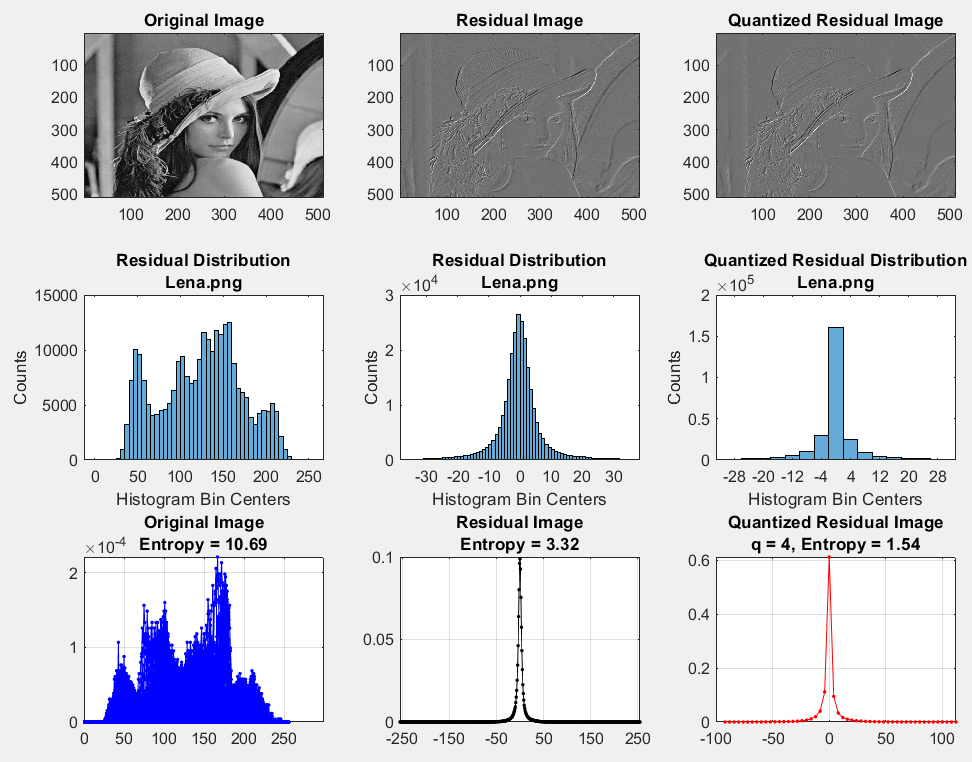 Original Image
Residual Image
Quantized Residual Image
100
200
300
400
500
100 200 300 400 500
100
200
300
400
500
100 200 300 400 500
100
200
300
400
500
100 200 300 400 500
Residual Distribution
Lena.png
15000
10000
5000
0
Counts
0 50 100 150 200 250
Histogram Bin Centers
Residual Distribution
Lena.png
×10^4
3
2
1
0
-30 -20 -10 0 10 20 30
Quantized Residual Distribution
Lena.png
×10^5
2
1.5
1
0.5
0
Counts
-28 -20 -12 -4 4 12 20 28
Histogram Bin Centers
Original Image
Entropy = 10.69
×10^-4
2
1
0
0 50 100 150 200 250
Residual Image
Entropy = 3.32
0.1
0.05
0
-250 -150 -50 50 150 250
Quantized Residual Image
q = 4, Entropy = 1.54
0.6
0.4
0.2
0
-100 -50 0 50 100